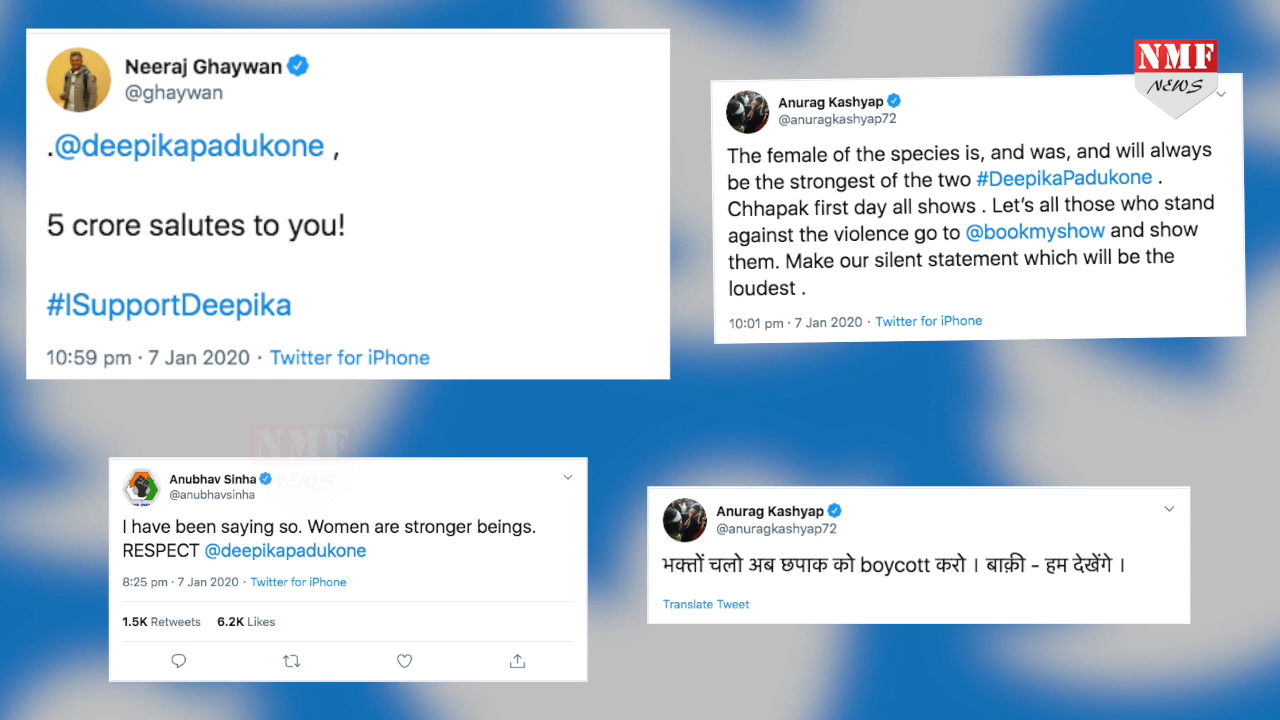 Neeraj Ghaywan
@ghaywan
.@deepikapadukone ,
5 crore salutes to you!
#ISupportDeepika
10:59 pm · 7 Jan 2020 · Twitter for iPhone
NMF
NEWS
Anurag Kashyap
@anuragkashyap72
The female of the species is, and was, and will always
be the strongest of the two #DeepikaPadukone .
Chhapak first day all shows . Let’s all those who stand
against the violence go to @bookmyshow and show
them. Make our silent statement which will be the
loudest .
10:01 pm · 7 Jan 2020 · Twitter for iPhone
NMF
NEWS
Anubhav Sinha
@anubhavsinha
I have been saying so. Women are stronger beings.
RESPECT @deepikapadukone
8:25 pm · 7 Jan 2020 · Twitter for iPhone
1.5K Retweets 6.2K Likes
Anurag Kashyap
@anuragkashyap72
भक्तों चलो अब छपाक को boycott करो । बाक़ी - हम देखेंगे ।
Translate Tweet